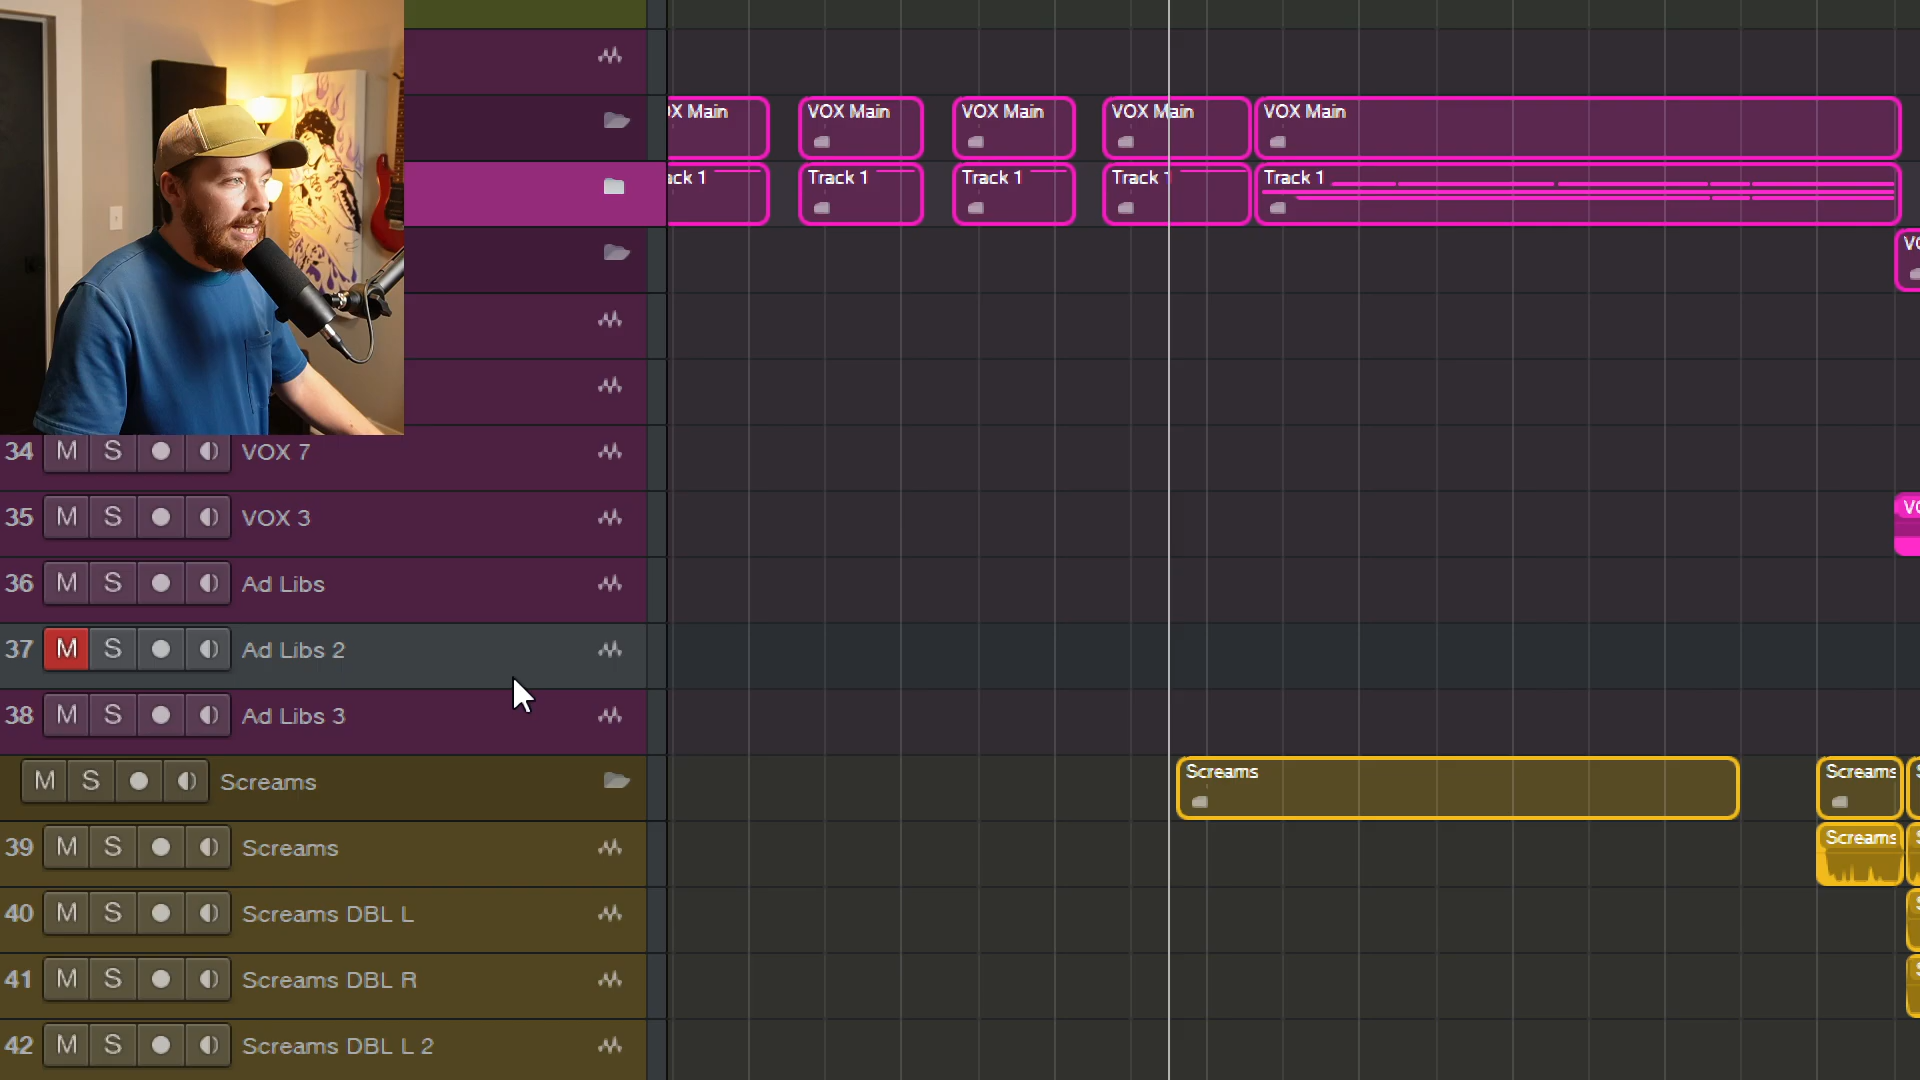 X Main
VOX Main
VOX Main
VOX Main
VOX Main
ack 1
Track 1
Track 1
Track 1
Track 1
34 M S VOX 7
35 M S VOX 3
36 M S Ad Libs
37 M S Ad Libs 2
38 M S Ad Libs 3
M S Screams
Screams
Screams
39 M S Screams
Screams
40 M S Screams DBL L
41 M S Screams DBL R
42 M S Screams DBL L 2